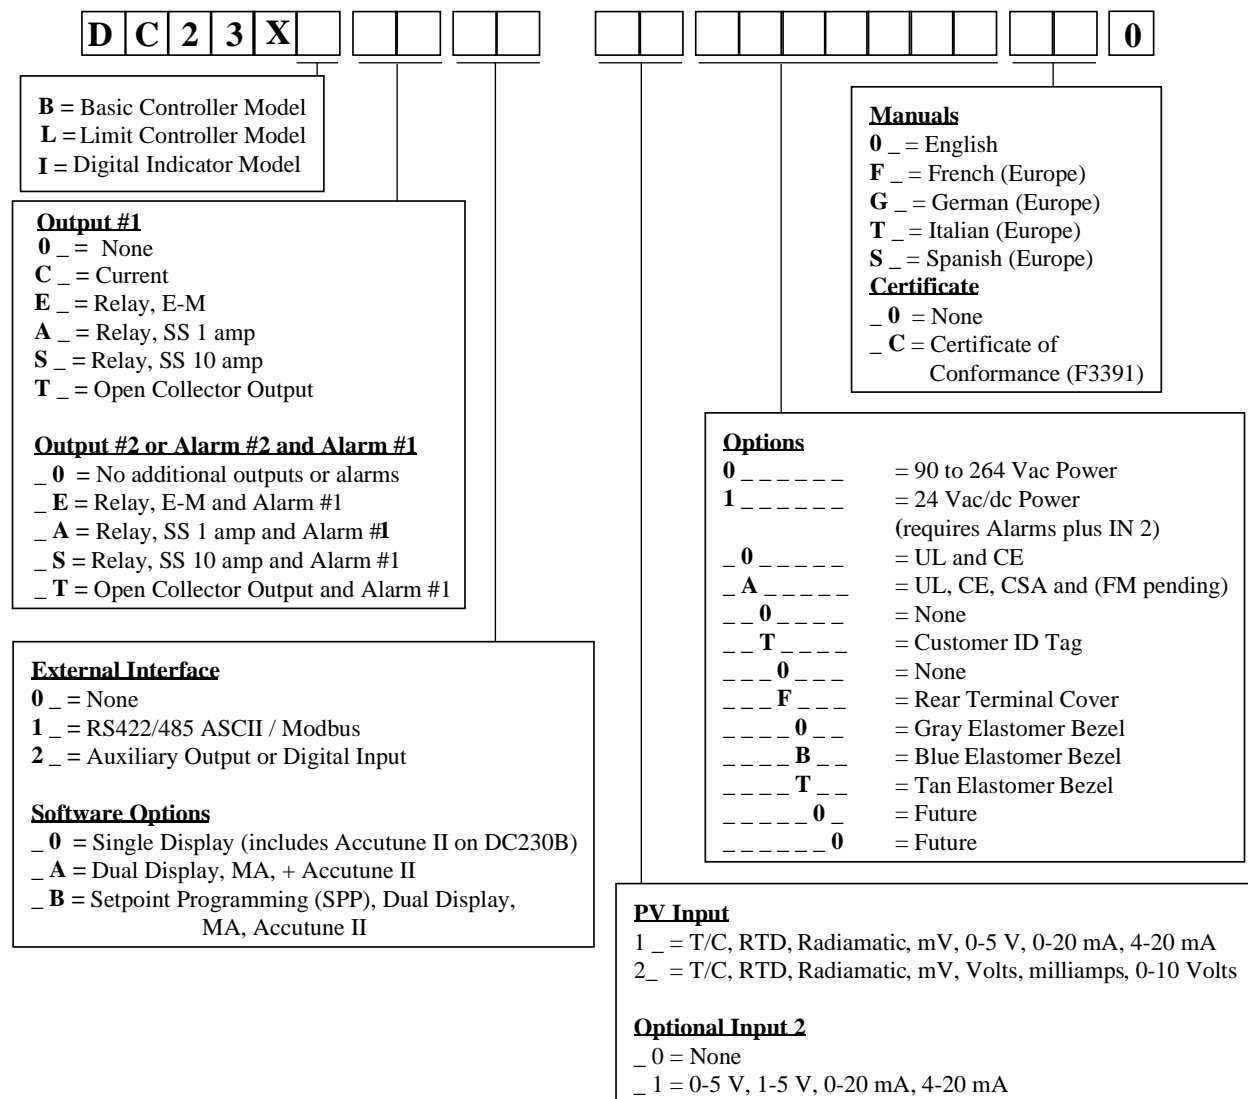 D C 2 3 X 0
B = Basic Controller Model
L = Limit Controller Model
I = Digital Indicator Model
Output #1
0 _ = None
C _ = Current
E _ = Relay, E-M
A _ = Relay, SS 1 amp
S _ = Relay, SS 10 amp
T _ = Open Collector Output
Output #2 or Alarm #2 and Alarm #1
_ 0 = No additional outputs or alarms
_ E = Relay, E-M and Alarm #1
_ A = Relay, SS 1 amp and Alarm #1
_ S = Relay, SS 10 amp and Alarm #1
_ T = Open Collector Output and Alarm #1
External Interface
0 _ = None
1 _ = RS422/485 ASCII / Modbus
2 _ = Auxiliary Output or Digital Input
Software Options
_ 0 = Single Display (includes Accutune II on DC230B)
_ A = Dual Display, MA, + Accutune II
_ B = Setpoint Programming (SPP), Dual Display,
MA, Accutune II
Manuals
0 _ = English
F _ = French (Europe)
G _ = German (Europe)
T _ = Italian (Europe)
S _ = Spanish (Europe)
Certificate
_ 0 = None
_ C = Certificate of
Conformance (F3391)
Options
0 _ _ _ _ _ _ = 90 to 264 Vac Power
1 _ _ _ _ _ _ = 24 Vac/dc Power
(requires Alarms plus IN 2)
_ 0 _ _ _ _ _ = UL and CE
_ A _ _ _ _ _ = UL, CE, CSA and (FM pending)
_ _ 0 _ _ _ _ = None
_ _ T _ _ _ _ = Customer ID Tag
_ _ _ 0 _ _ _ = None
_ _ _ F _ _ _ = Rear Terminal Cover
_ _ _ _ 0 _ _ = Gray Elastomer Bezel
_ _ _ _ B _ _ = Blue Elastomer Bezel
_ _ _ _ T _ _ = Tan Elastomer Bezel
_ _ _ _ _ 0 _ = Future
_ _ _ _ _ _ 0 = Future
PV Input
1 _ = T/C, RTD, Radiamatic, mV, 0-5 V, 0-20 mA, 4-20 mA
2_ = T/C, RTD, Radiamatic, mV, Volts, milliamps, 0-10 Volts
Optional Input 2
_ 0 = None
_ 1 = 0-5 V, 1-5 V, 0-20 mA, 4-20 mA